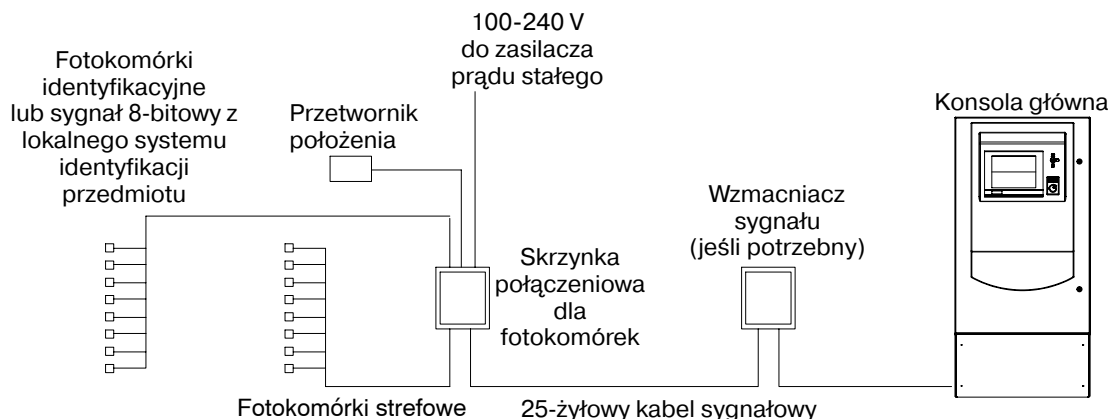 100-240 V
do zasilacza
prądu stałego
Fotokomórki
identyfikacyjne
lub sygnał 8-bitowy z
lokalnego systemu
identyfikacji
przedmiotu
Przetwornik
położenia
Konsola główna
Wzmacniacz
sygnału
(jeśli potrzebny)
Skrzynka
połączeniowa
dla
fotokomórek
Fotokomórki strefowe
25-żyłowy kabel sygnałowy